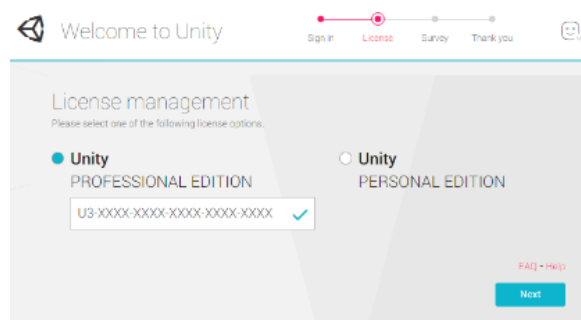 Welcome to Unity
Sign in License Survey Thank you
License management
Please select one of the following license options.
Unity
PROFESSIONAL EDITION
U3-XXXX-XXXX-XXXX-XXXX-XXXX
Unity
PERSONAL EDITION
FAQ - Help
Next